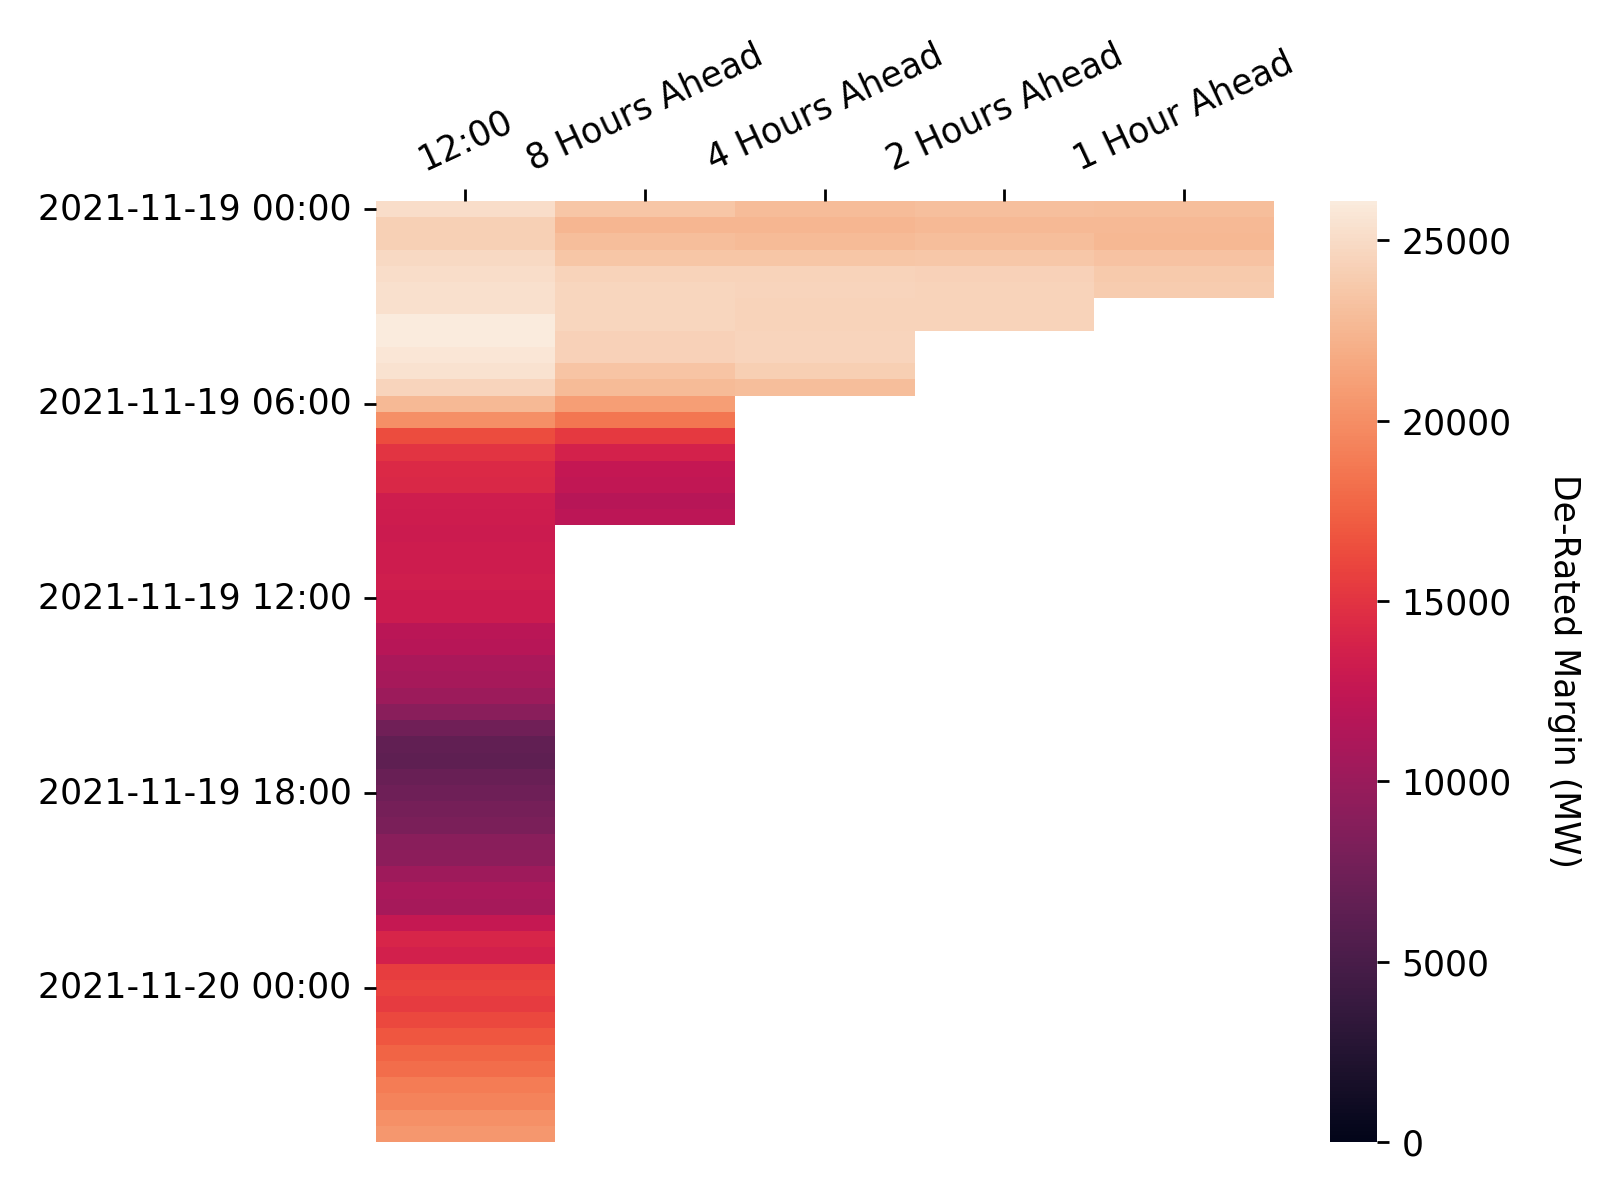 12:00
8 Hours Ahead
4 Hours Ahead
2 Hours Ahead
1 Hour Ahead
2021-11-19 00:00
2021-11-19 06:00
2021-11-19 12:00
2021-11-19 18:00
2021-11-20 00:00
25000
20000
15000
10000
5000
0
De-Rated Margin (MW)